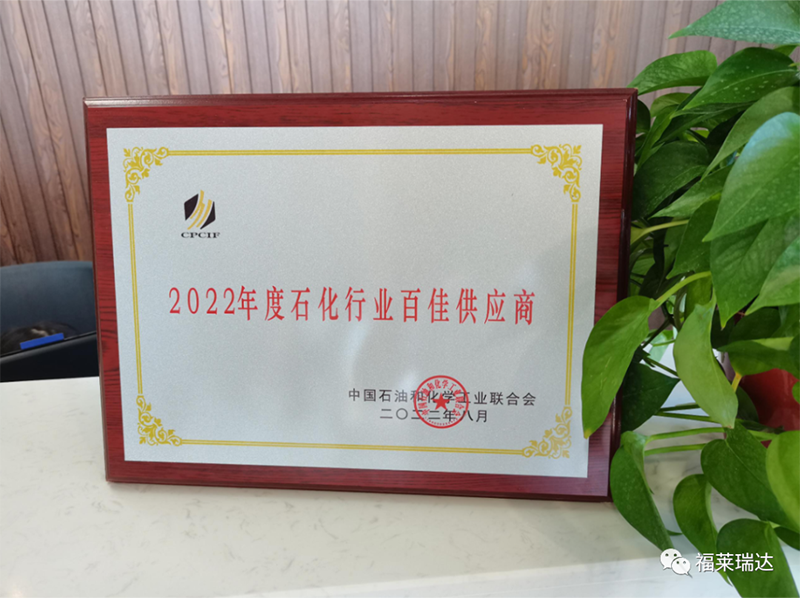 CPCIF
2022年度石化行业百佳供应商
中国石油和化学工业联合会
二〇二二年八月
福莱瑞达